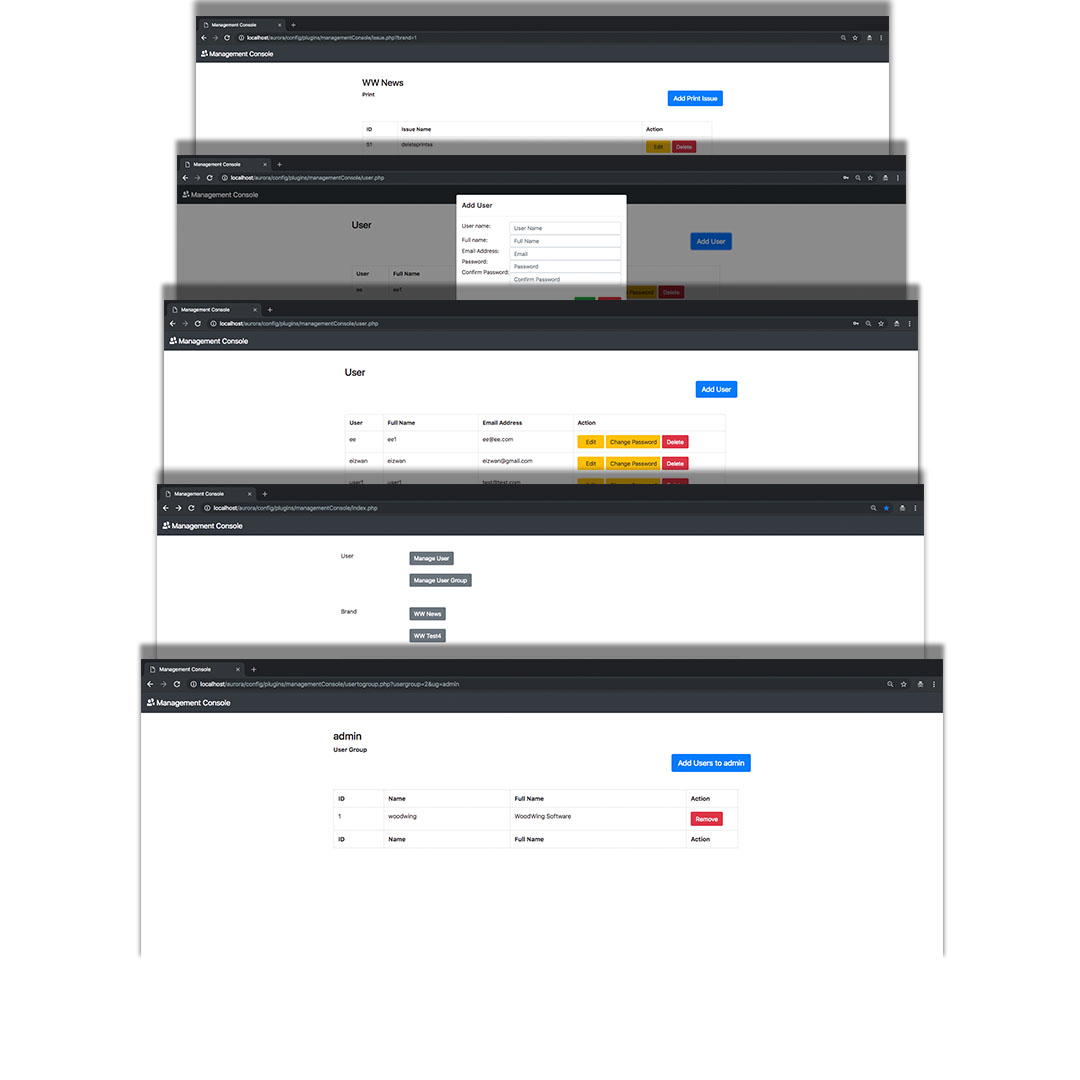 Management Console
localhost/aurora/config/plugins/managementConsole/issue.php?brand=1
Management Console
WW News
Print
Add Print Issue
ID Issue Name Action
51 deleteprintss Edit Delete
Management Console
localhost/aurora/config/plugins/managementConsole/user.php
Management Console
Add User
User
User name: User Name
Add User
Full name: Full Name
Email Address: Email
Password: Password
Confirm Password: Confirm Password
User Full Name
ee ee1 Password Delete
Management Console
localhost/aurora/config/plugins/managementConsole/user.php
Management Console
User
Add User
User Full Name Email Address Action
ee ee1 ee@ee.com Edit Change Password Delete
eizwan eizwan eizwan@gmail.com Edit Change Password Delete
user1 user1 test@test.com
Management Console
localhost/aurora/config/plugins/managementConsole/index.php
Management Console
User Manage User
Manage User Group
Brand WW News
WW Test4
Management Console
localhost/aurora/config/plugins/managementConsole/usertogroup.php?usergroup=2&ug=admin
Management Console
admin
User Group
Add Users to admin
ID Name Full Name Action
1 woodwing WoodWing Software Remove
ID Name Full Name Action